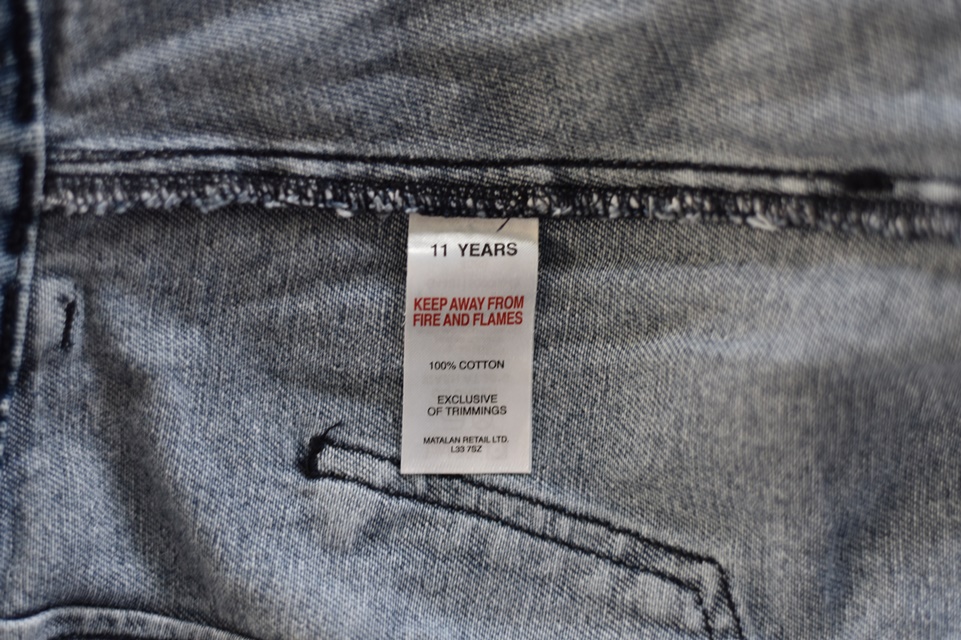 11 YEARS
KEEP AWAY FROM
FIRE AND FLAMES
100% COTTON
EXCLUSIVE
OF TRIMMINGS
MATALAN RETAIL LTD.
L33 7SZ